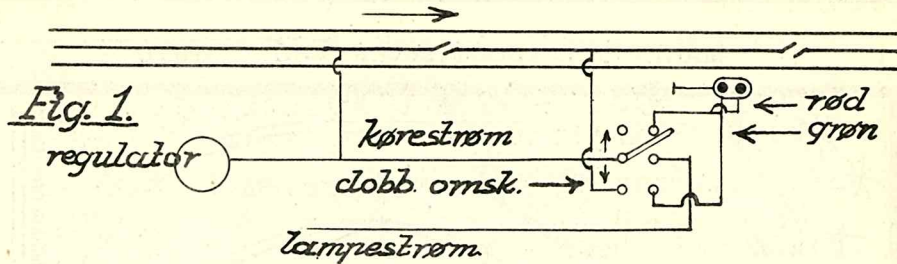 Fig. 1.
regulator
kørestrøm
dobb. omsk.
lampestrøm
rød
grøn